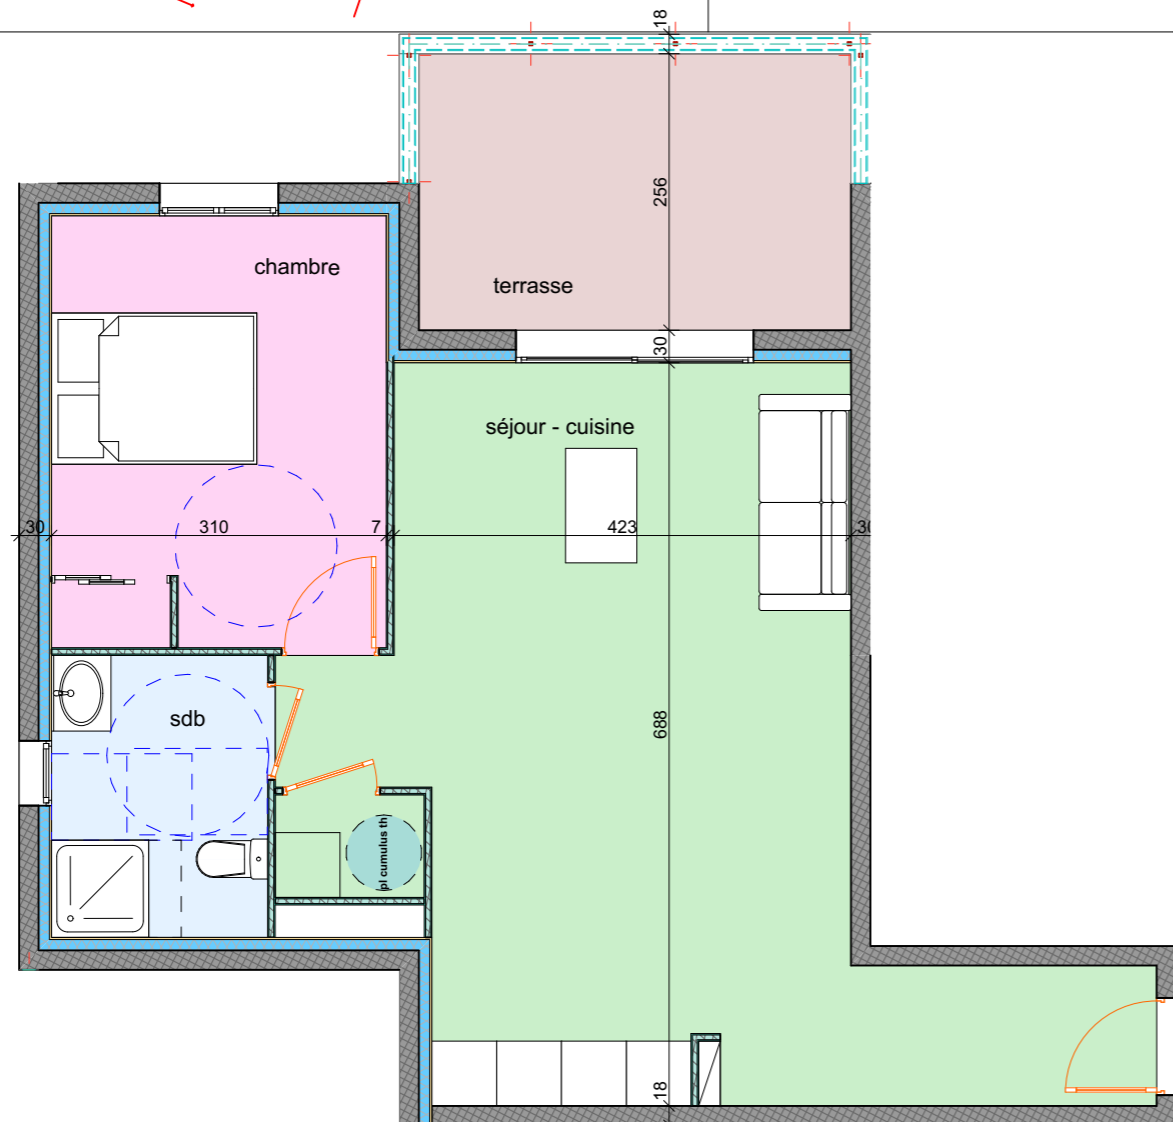 18
256
chambre
terrasse
30
séjour - cuisine
30
310
7
423
30
688
sdb
pl cumulus th
18